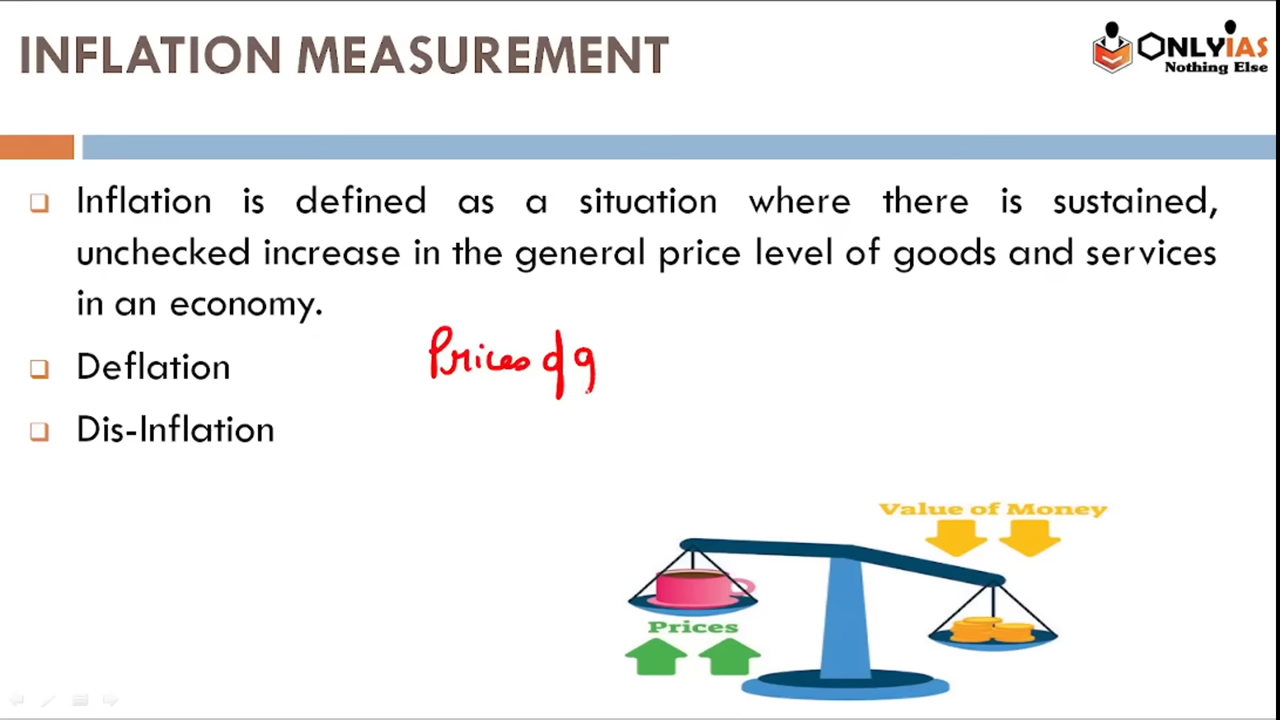 INFLATION MEASUREMENT
ONLYIAS
Nothing Else
Inflation is defined as a situation where there is sustained,
unchecked increase in the general price level of goods and services
in an economy.
Deflation
Prices of g
Dis-Inflation
Value of Money
Prices